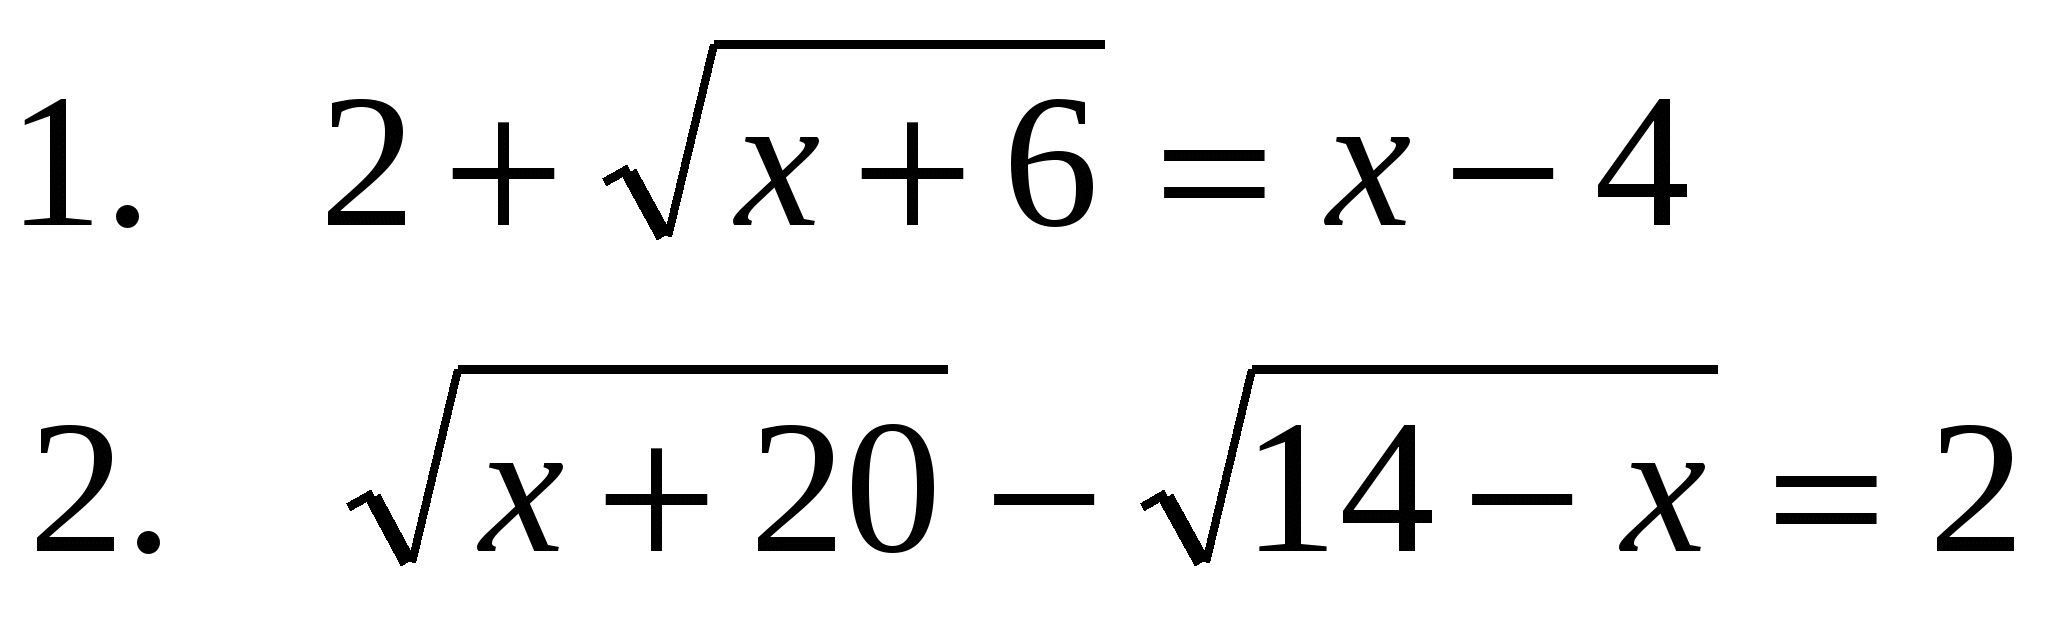 1. 2 + √(x + 6) = x − 4
2. √(x + 20) − √(14 − x) = 2